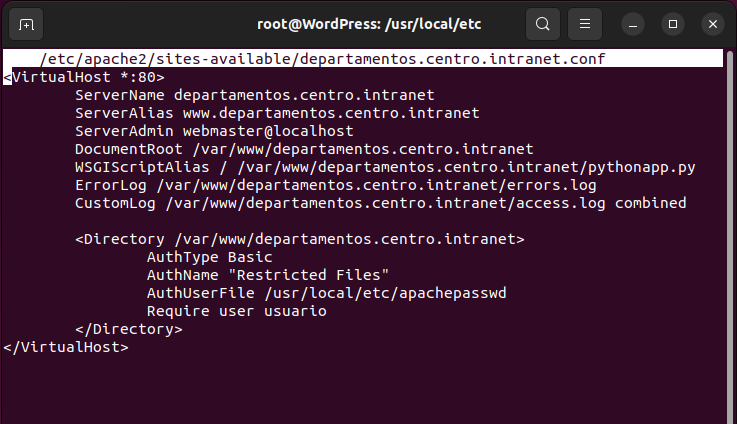 root@WordPress: /usr/local/etc
/etc/apache2/sites-available/departamentos.centro.intranet.conf
<VirtualHost *:80>
ServerName departamentos.centro.intranet
ServerAlias www.departamentos.centro.intranet
ServerAdmin webmaster@localhost
DocumentRoot /var/www/departamentos.centro.intranet
WSGIScriptAlias / /var/www/departamentos.centro.intranet/pythonapp.py
ErrorLog /var/www/departamentos.centro.intranet/errors.log
CustomLog /var/www/departamentos.centro.intranet/access.log combined
<Directory /var/www/departamentos.centro.intranet>
AuthType Basic
AuthName "Restricted Files"
AuthUserFile /usr/local/etc/apachepasswd
Require user usuario
</Directory>
</VirtualHost>